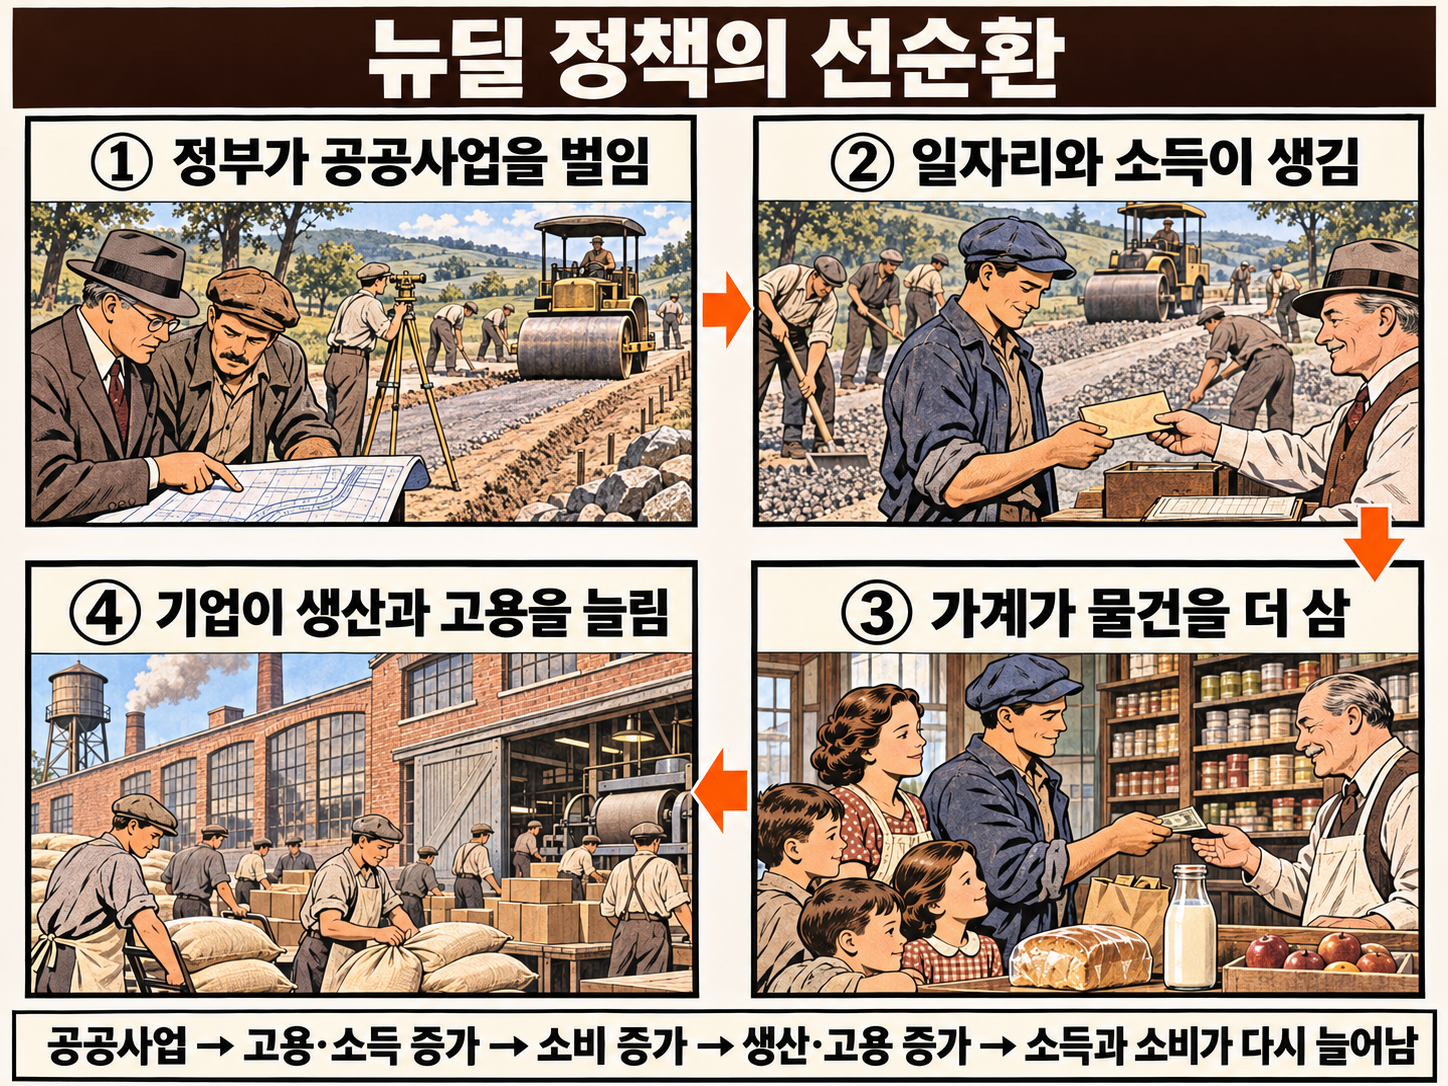 뉴딜 정책의 선순환
① 정부가 공공사업을 벌임
② 일자리와 소득이 생김
③ 가계가 물건을 더 삼
④ 기업이 생산과 고용을 늘림
공공사업 → 고용·소득 증가 → 소비 증가 → 생산·고용 증가 → 소득과 소비가 다시 늘어남